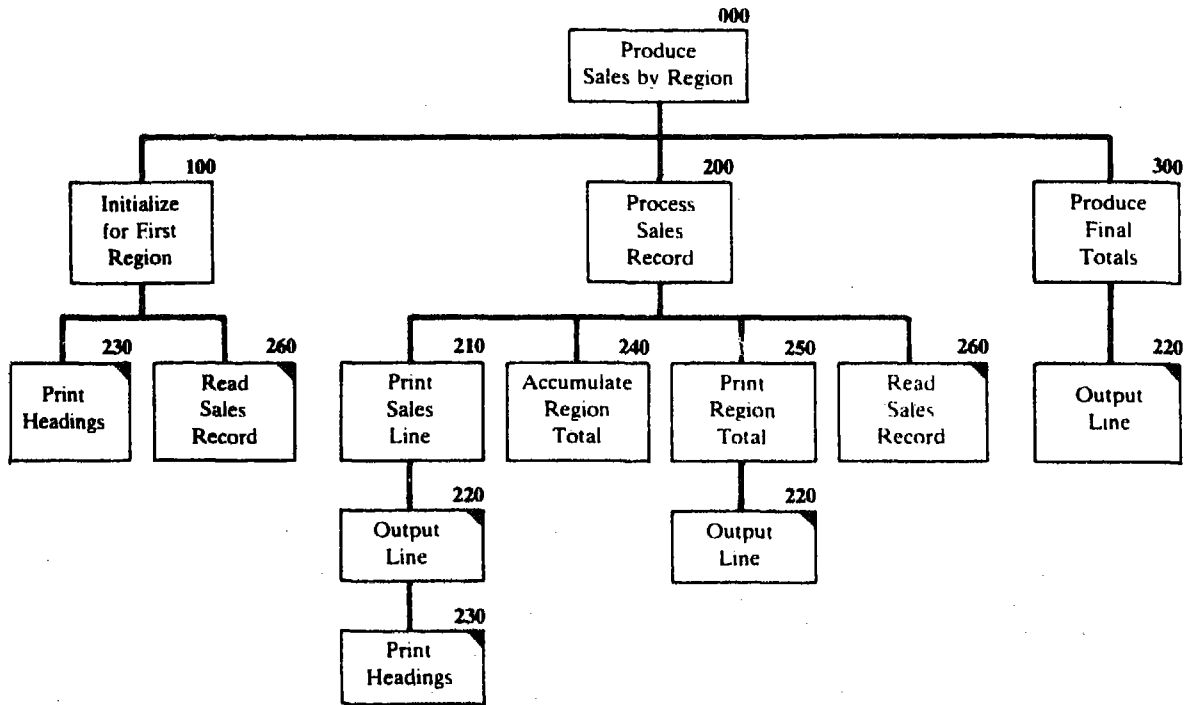 000
Produce
Sales by Region
100
Initialize
for First
Region
200
Process
Sales
Record
300
Produce
Final
Totals
230
Print
Headings
260
Read
Sales
Record
210
Print
Sales
Line
240
Accumulate
Region
Total
250
Print
Region
Total
260
Read
Sales
Record
220
Output
Line
220
Output
Line
220
Output
Line
230
Print
Headings